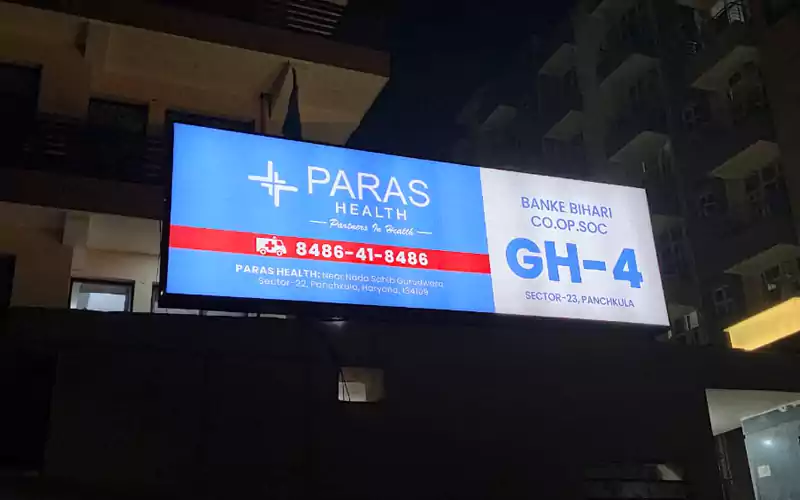 PARAS
HEALTH
Partners In Health
8486-41-8486
PARAS HEALTH: Near Nada Sahib Gurudwara
Sector-22, Panchkula, Haryana, 134109
BANKE BIHARI
CO.OP.SOC
GH-4
SECTOR-23, PANCHKULA